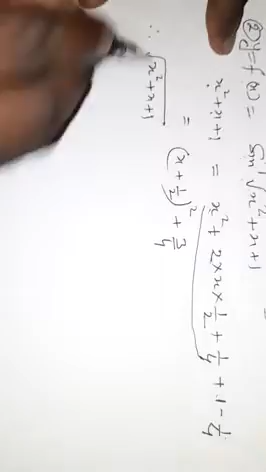 ② y = f(x) = sin⁻¹√x²+x+1
x²+x+1 = x² + 2×x×1/2 + 1/4 + 1 - 1/4
= (x + 1/2)² + 3/4
∴ √x²+x+1